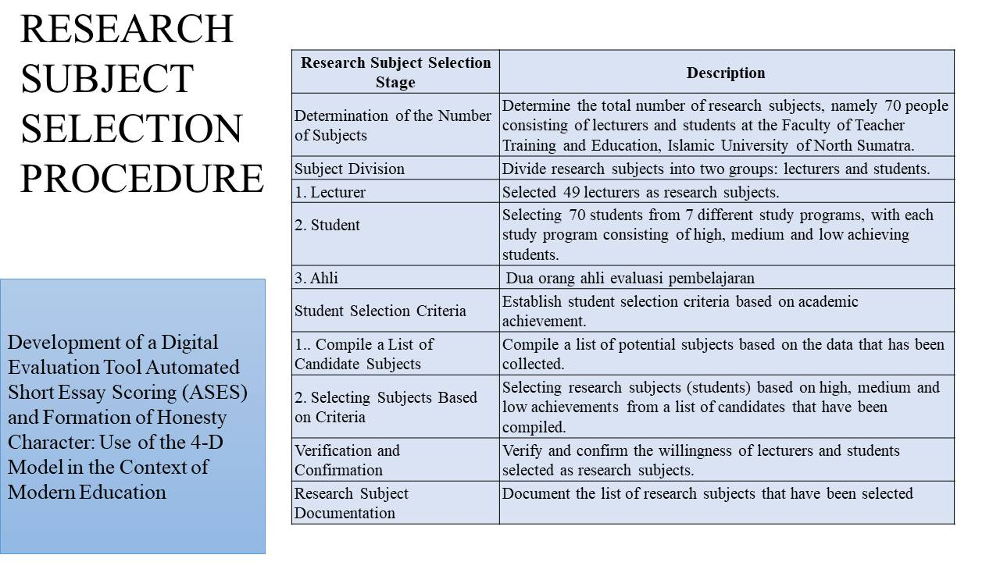 RESEARCH
SUBJECT
SELECTION
PROCEDURE
Development of a Digital
Evaluation Tool Automated
Short Essay Scoring (ASES)
and Formation of Honesty
Character: Use of the 4-D
Model in the Context of
Modern Education
Research Subject Selection
Stage
Description
Determination of the Number
of Subjects
Determine the total number of research subjects, namely 70 people
consisting of lecturers and students at the Faculty of Teacher
Training and Education, Islamic University of North Sumatra.
Subject Division
Divide research subjects into two groups: lecturers and students.
1. Lecturer
Selected 49 lecturers as research subjects.
2. Student
Selecting 70 students from 7 different study programs, with each
study program consisting of high, medium and low achieving
students.
3. Ahli
Dua orang ahli evaluasi pembelajaran
Student Selection Criteria
Establish student selection criteria based on academic
achievement.
1.. Compile a List of
Candidate Subjects
Compile a list of potential subjects based on the data that has been
collected.
2. Selecting Subjects Based
on Criteria
Selecting research subjects (students) based on high, medium and
low achievements from a list of candidates that have been
compiled.
Verification and
Confirmation
Verify and confirm the willingness of lecturers and students
selected as research subjects.
Research Subject
Documentation
Document the list of research subjects that have been selected